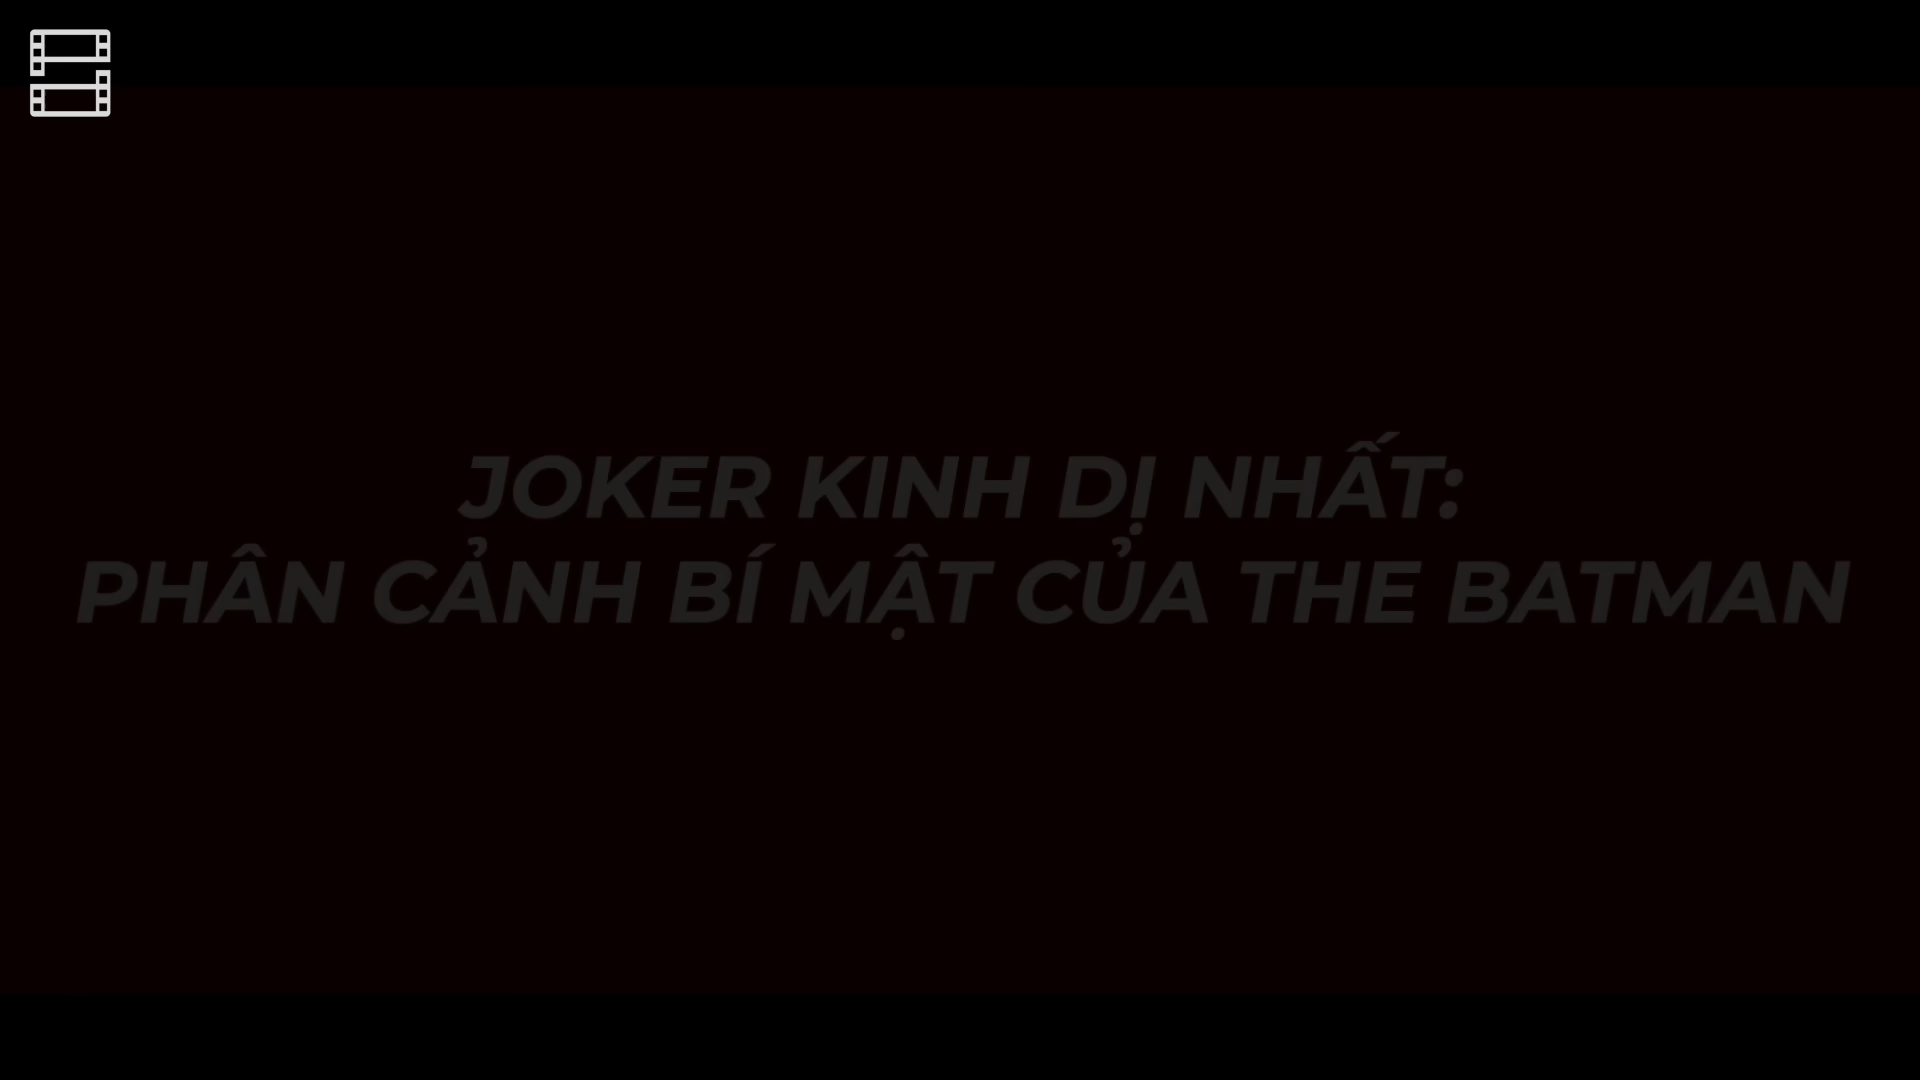 JOKER KINH DỊ NHẤT:
PHÂN CẢNH BÍ MẬT CỦA THE BATMAN